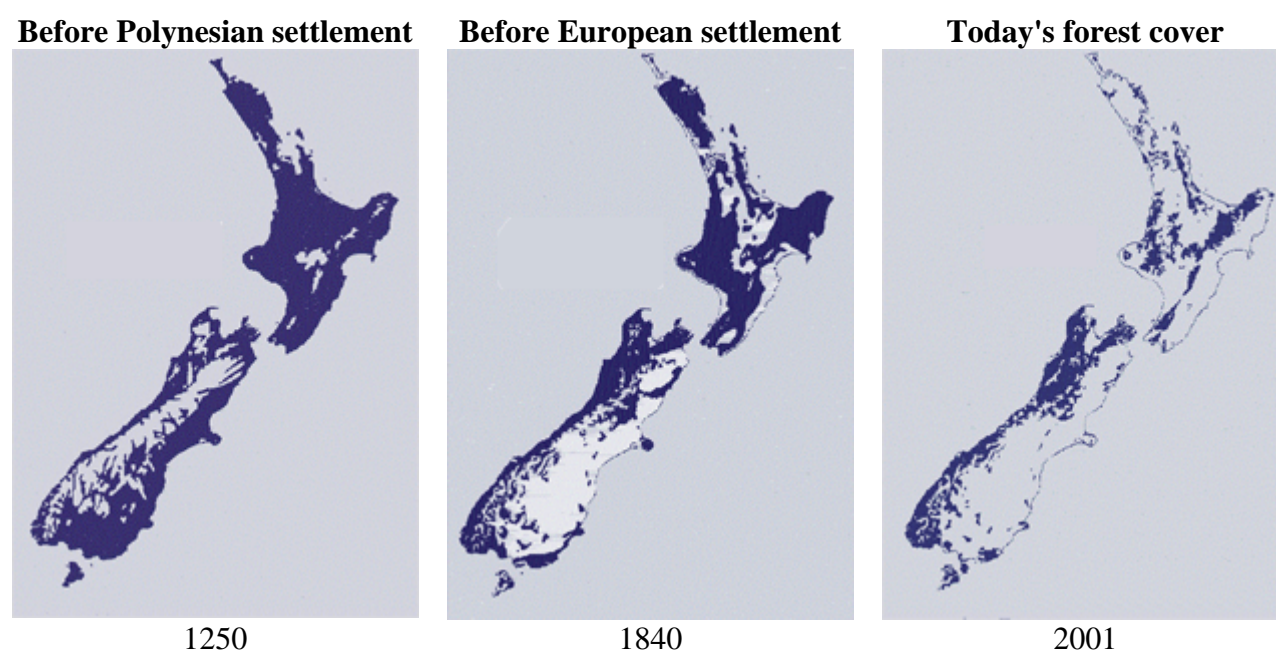 Before Polynesian settlement
Before European settlement
Today's forest cover
1250
1840
2001